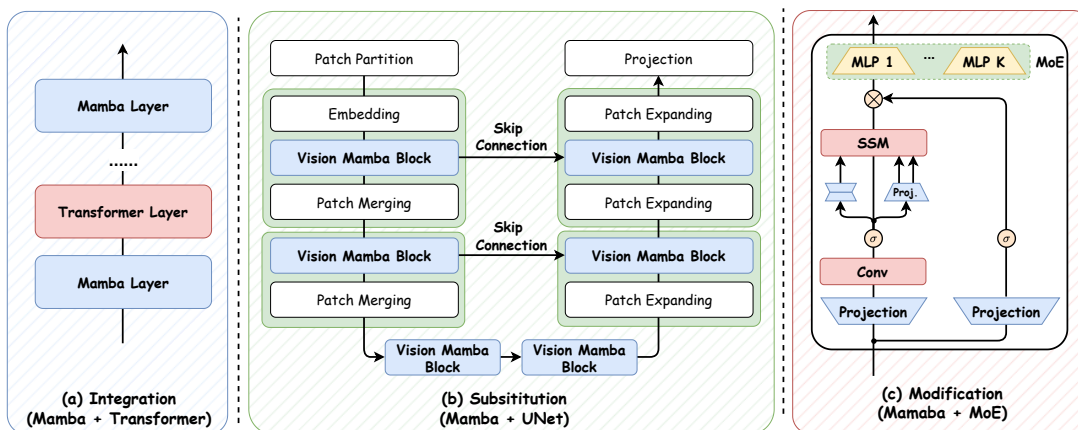 Mamba Layer
......
Transformer Layer
Mamba Layer
(a) Integration
(Mamba + Transformer)
Patch Partition
Embedding
Vision Mamba Block
Patch Merging
Vision Mamba Block
Patch Merging
Vision Mamba
Block
Vision Mamba
Block
Skip
Connection
Skip
Connection
Projection
Patch Expanding
Vision Mamba Block
Patch Expanding
Vision Mamba Block
Patch Expanding
(b) Subsititution
(Mamba + UNet)
MLP 1
...
MLP K
MoE
SSM
Proj.
σ
σ
Conv
Projection
Projection
(c) Modification
(Mamaba + MoE)